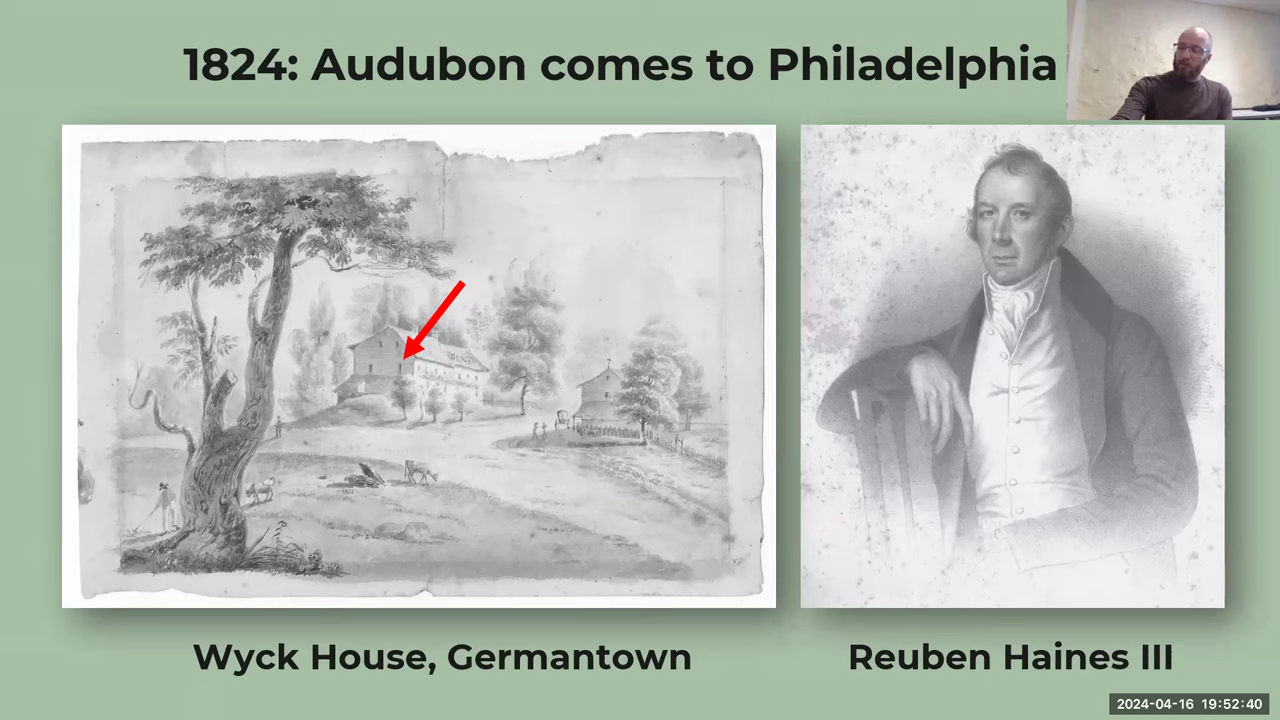 1824: Audubon comes to Philadelphia
Wyck House, Germantown
Reuben Haines III
2024-04-16 19:52:40